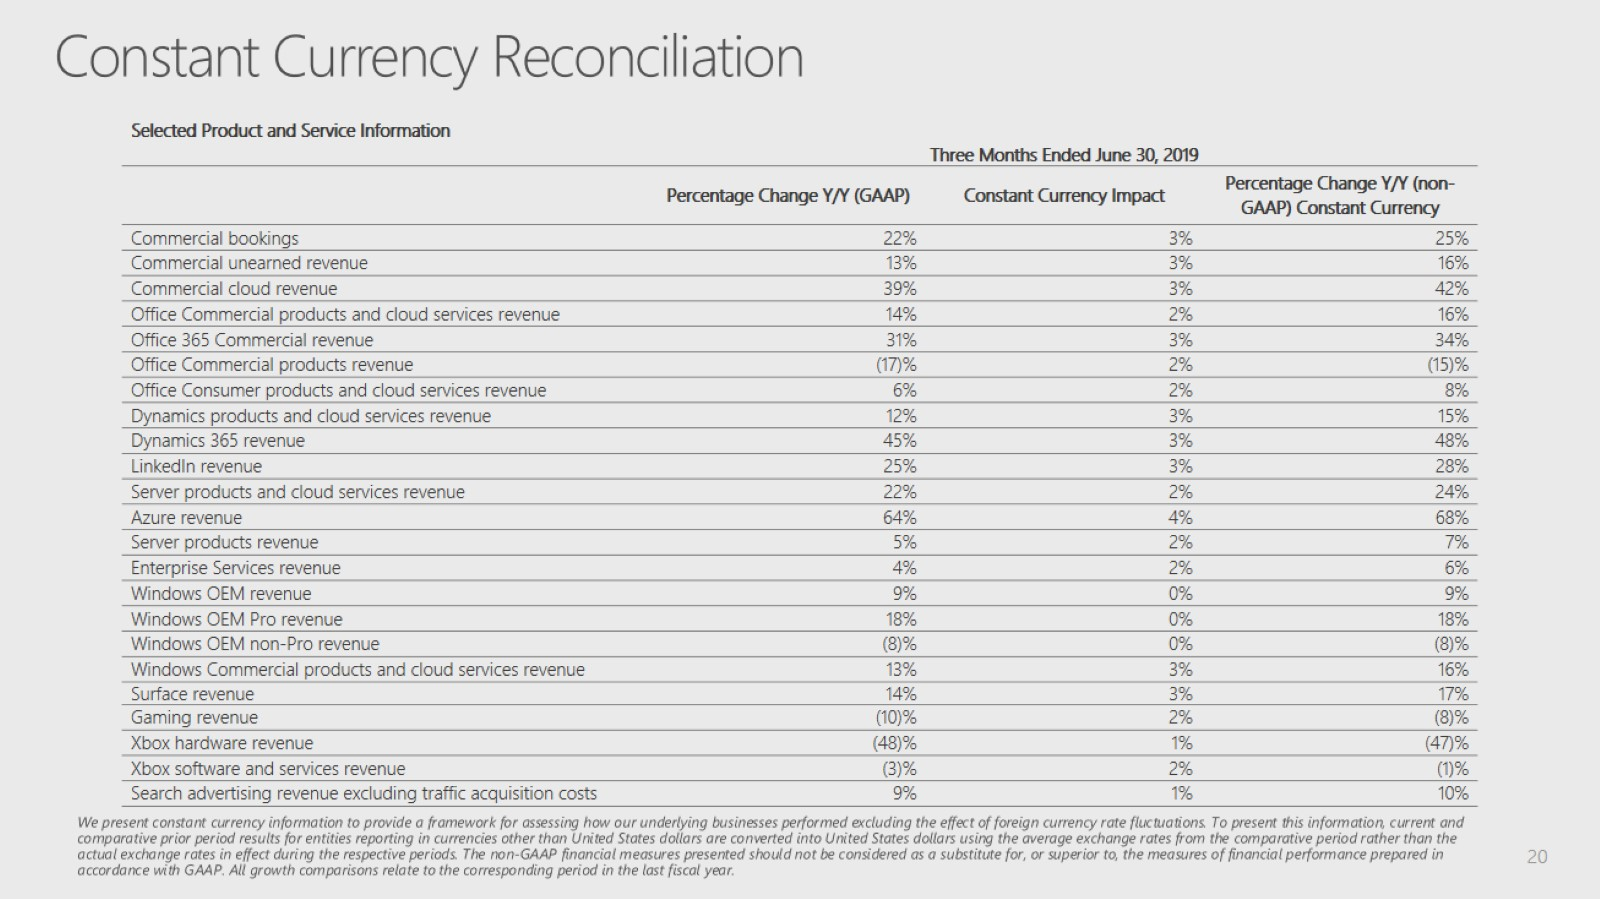 Constant Currency Reconciliation
Selected Product and Service Information
Three Months Ended June 30, 2019
Percentage Change Y/Y (GAAP) Constant Currency Impact Percentage Change Y/Y (non-
GAAP) Constant Currency
Commercial bookings 22% 3% 25%
Commercial unearned revenue 13% 3% 16%
Commercial cloud revenue 39% 3% 42%
Office Commercial products and cloud services revenue 14% 2% 16%
Office 365 Commercial revenue 31% 3% 34%
Office Commercial products revenue (17)% 2% (15)%
Office Consumer products and cloud services revenue 6% 2% 8%
Dynamics products and cloud services revenue 12% 3% 15%
Dynamics 365 revenue 45% 3% 48%
LinkedIn revenue 25% 3% 28%
Server products and cloud services revenue 22% 2% 24%
Azure revenue 64% 4% 68%
Server products revenue 5% 2% 7%
Enterprise Services revenue 4% 2% 6%
Windows OEM revenue 9% 0% 9%
Windows OEM Pro revenue 18% 0% 18%
Windows OEM non-Pro revenue (8)% 0% (8)%
Windows Commercial products and cloud services revenue 13% 3% 16%
Surface revenue 14% 3% 17%
Gaming revenue (10)% 2% (8)%
Xbox hardware revenue (48)% 1% (47)%
Xbox software and services revenue (3)% 2% (1)%
Search advertising revenue excluding traffic acquisition costs 9% 1% 10%
We present constant currency information to provide a framework for assessing how our underlying businesses performed excluding the effect of foreign currency rate fluctuations. To present this information, current and
comparative prior period results for entities reporting in currencies other than United States dollars are converted into United States dollars using the average exchange rates from the comparative period rather than the
actual exchange rates in effect during the respective periods. The non-GAAP financial measures presented should not be considered as a substitute for, or superior to, the measures of financial performance prepared in
accordance with GAAP. All growth comparisons relate to the corresponding period in the last fiscal year.
20